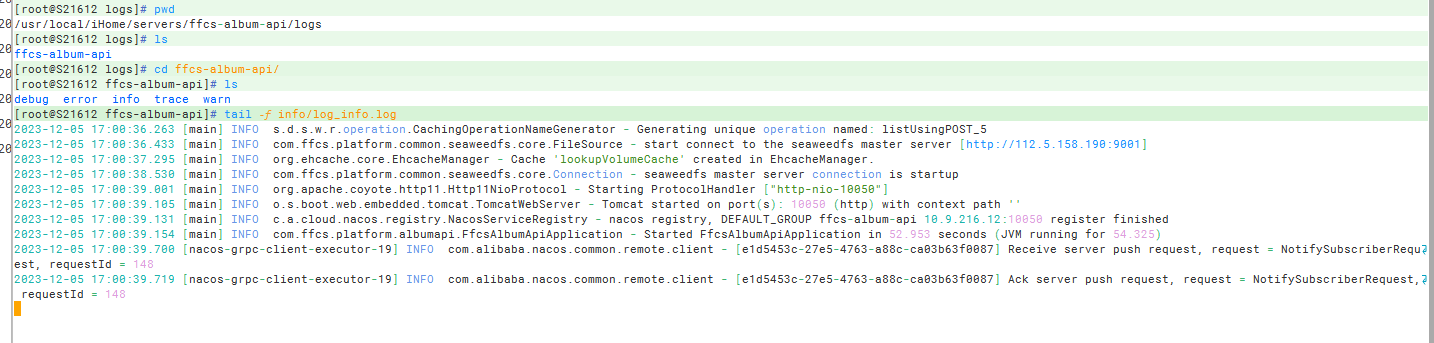 [root@S21612 logs]# pwd
/usr/local/iHome/servers/ffcs-album-api/logs
[root@S21612 logs]# ls
ffcs-album-api
[root@S21612 logs]# cd ffcs-album-api/
[root@S21612 ffcs-album-api]# ls
debug  error  info  trace  warn
[root@S21612 ffcs-album-api]# tail -f info/log_info.log
2023-12-05 17:00:36.263 [main] INFO  s.d.s.w.r.operation.CachingOperationNameGenerator - Generating unique operation named: listUsingPOST_5
2023-12-05 17:00:36.433 [main] INFO  com.ffcs.platform.common.seaweedfs.core.FileSource - start connect to the seaweedfs master server [http://112.5.158.190:9001]
2023-12-05 17:00:37.295 [main] INFO  org.ehcache.core.EhcacheManager - Cache 'lookupVolumeCache' created in EhcacheManager.
2023-12-05 17:00:38.530 [main] INFO  com.ffcs.platform.common.seaweedfs.core.Connection - seaweedfs master server connection is startup
2023-12-05 17:00:39.001 [main] INFO  org.apache.coyote.http11.Http11NioProtocol - Starting ProtocolHandler ["http-nio-10050"]
2023-12-05 17:00:39.105 [main] INFO  o.s.boot.web.embedded.tomcat.TomcatWebServer - Tomcat started on port(s): 10050 (http) with context path ''
2023-12-05 17:00:39.131 [main] INFO  c.a.cloud.nacos.registry.NacosServiceRegistry - nacos registry, DEFAULT_GROUP ffcs-album-api 10.9.216.12:10050 register finished
2023-12-05 17:00:39.154 [main] INFO  com.ffcs.platform.albumapi.FfcsAlbumApiApplication - Started FfcsAlbumApiApplication in 52.953 seconds (JVM running for 54.325)
2023-12-05 17:00:39.700 [nacos-grpc-client-executor-19] INFO  com.alibaba.nacos.common.remote.client - [e1d5453c-27e5-4763-a88c-ca03b63f0087] Receive server push request, request = NotifySubscriberRequ
est, requestId = 148
2023-12-05 17:00:39.719 [nacos-grpc-client-executor-19] INFO  com.alibaba.nacos.common.remote.client - [e1d5453c-27e5-4763-a88c-ca03b63f0087] Ack server push request, request = NotifySubscriberRequest,
requestId = 148